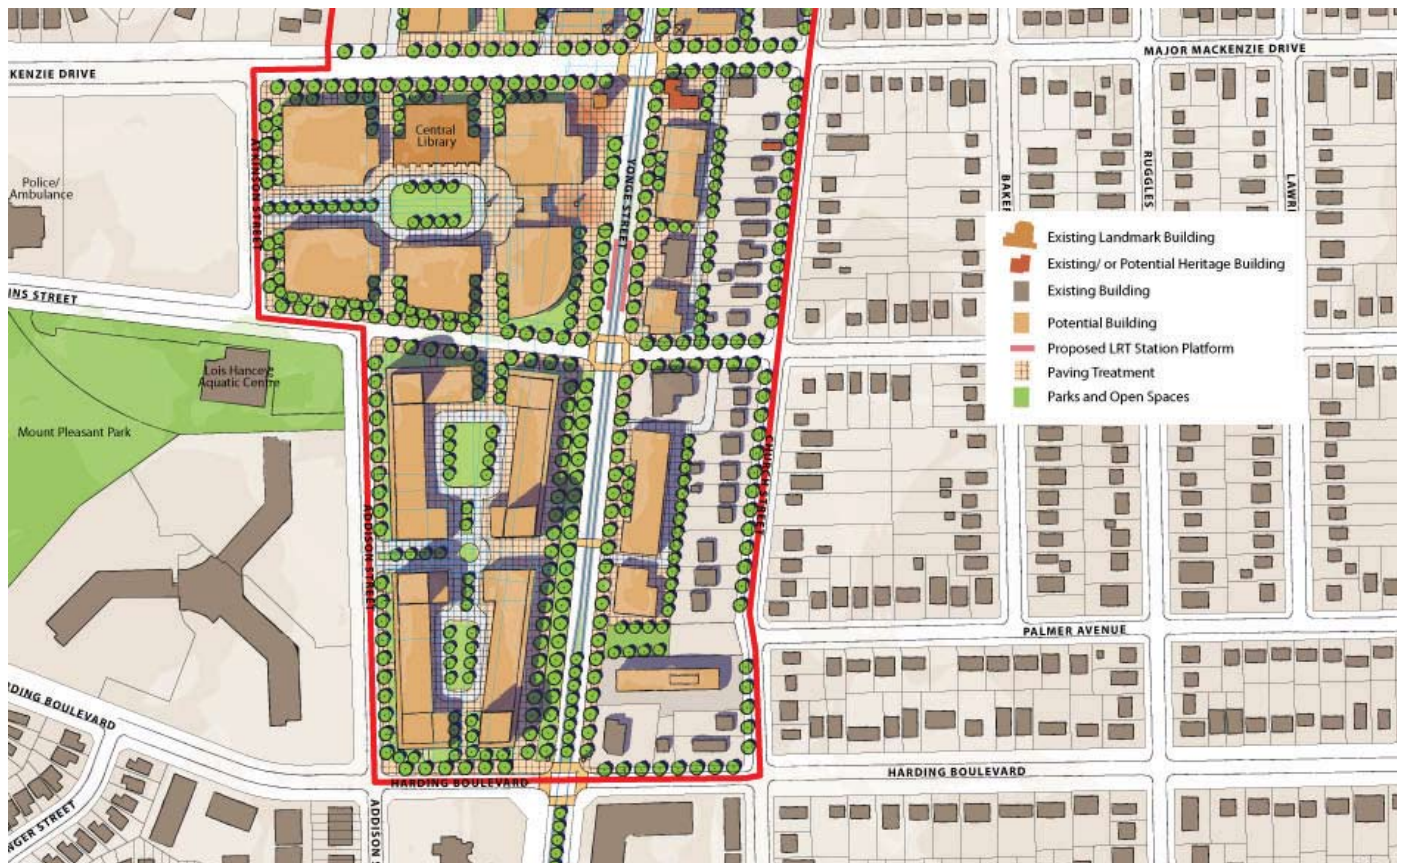 MAJOR MACKENZIE DRIVE
KENZIE DRIVE
Central
Library
ATKINSON STREET
YONGE STREET
Police/
Ambulance
BAKER
RUGGLES
LAWRI
Existing Landmark Building
Existing/ or Potential Heritage Building
Existing Building
Potential Building
Proposed LRT Station Platform
Paving Treatment
Parks and Open Spaces
INS STREET
Lois Hancey
Aquatic Centre
Mount Pleasant Park
CHURCH STREET
ADDISON STREET
PALMER AVENUE
DING BOULEVARD
HARDING BOULEVARD
HARDING BOULEVARD
NGER STREET
ADDISON